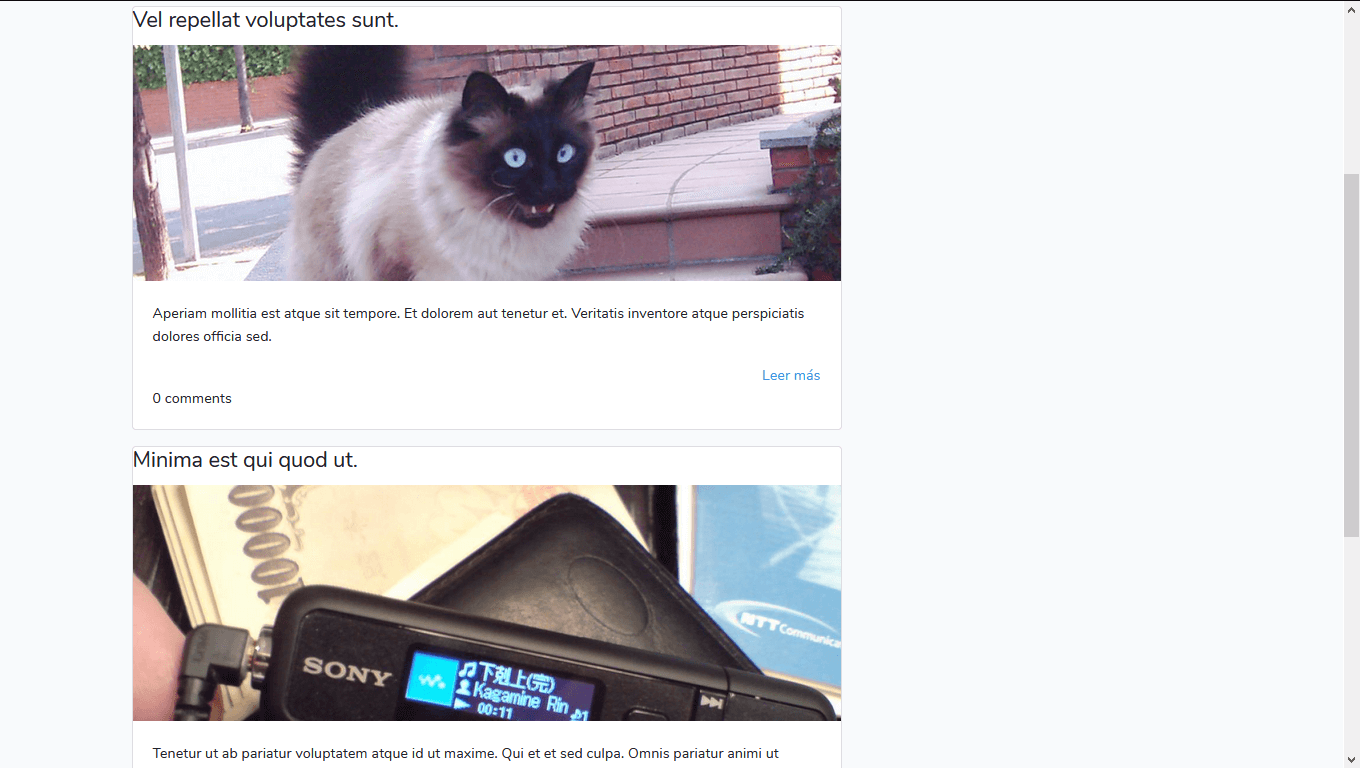 Vel repellat voluptates sunt.
Aperiam mollitia est atque sit tempore. Et dolorem aut tenetur et. Veritatis inventore atque perspiciatis
dolores officia sed.
Leer más
0 comments
Minima est qui quod ut.
1000
NTT Communica
SONY
下剋上(完)
Kagamine Rin
00:11
Tenetur ut ab pariatur voluptatem atque id ut maxime. Qui et et sed culpa. Omnis pariatur animi ut